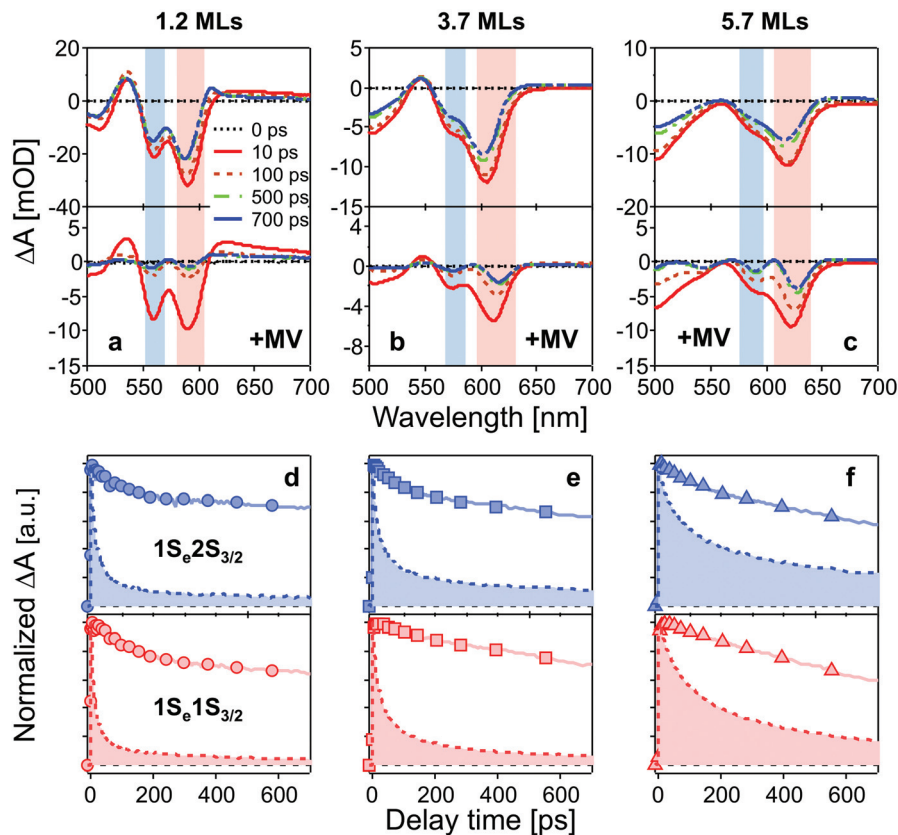 1.2 MLs 3.7 MLs 5.7 MLs
ΔA [mOD]
20
0
-20
-40
5
0
-5
-10
-15
0 ps
10 ps
100 ps
500 ps
700 ps
a
+MV
500 550 600 650 700
5
0
-5
-10
-15
4
0
-4
-8
b
+MV
500 550 600 650 700
10
0
-10
-20
5
0
-5
-10
-15
+MV
c
500 550 600 650 700
Wavelength [nm]
Normalized ΔA [a.u.]
d
1Se2S3/2
e
f
1Se1S3/2
0 200 400 600
0 200 400 600
0 200 400 600
Delay time [ps]